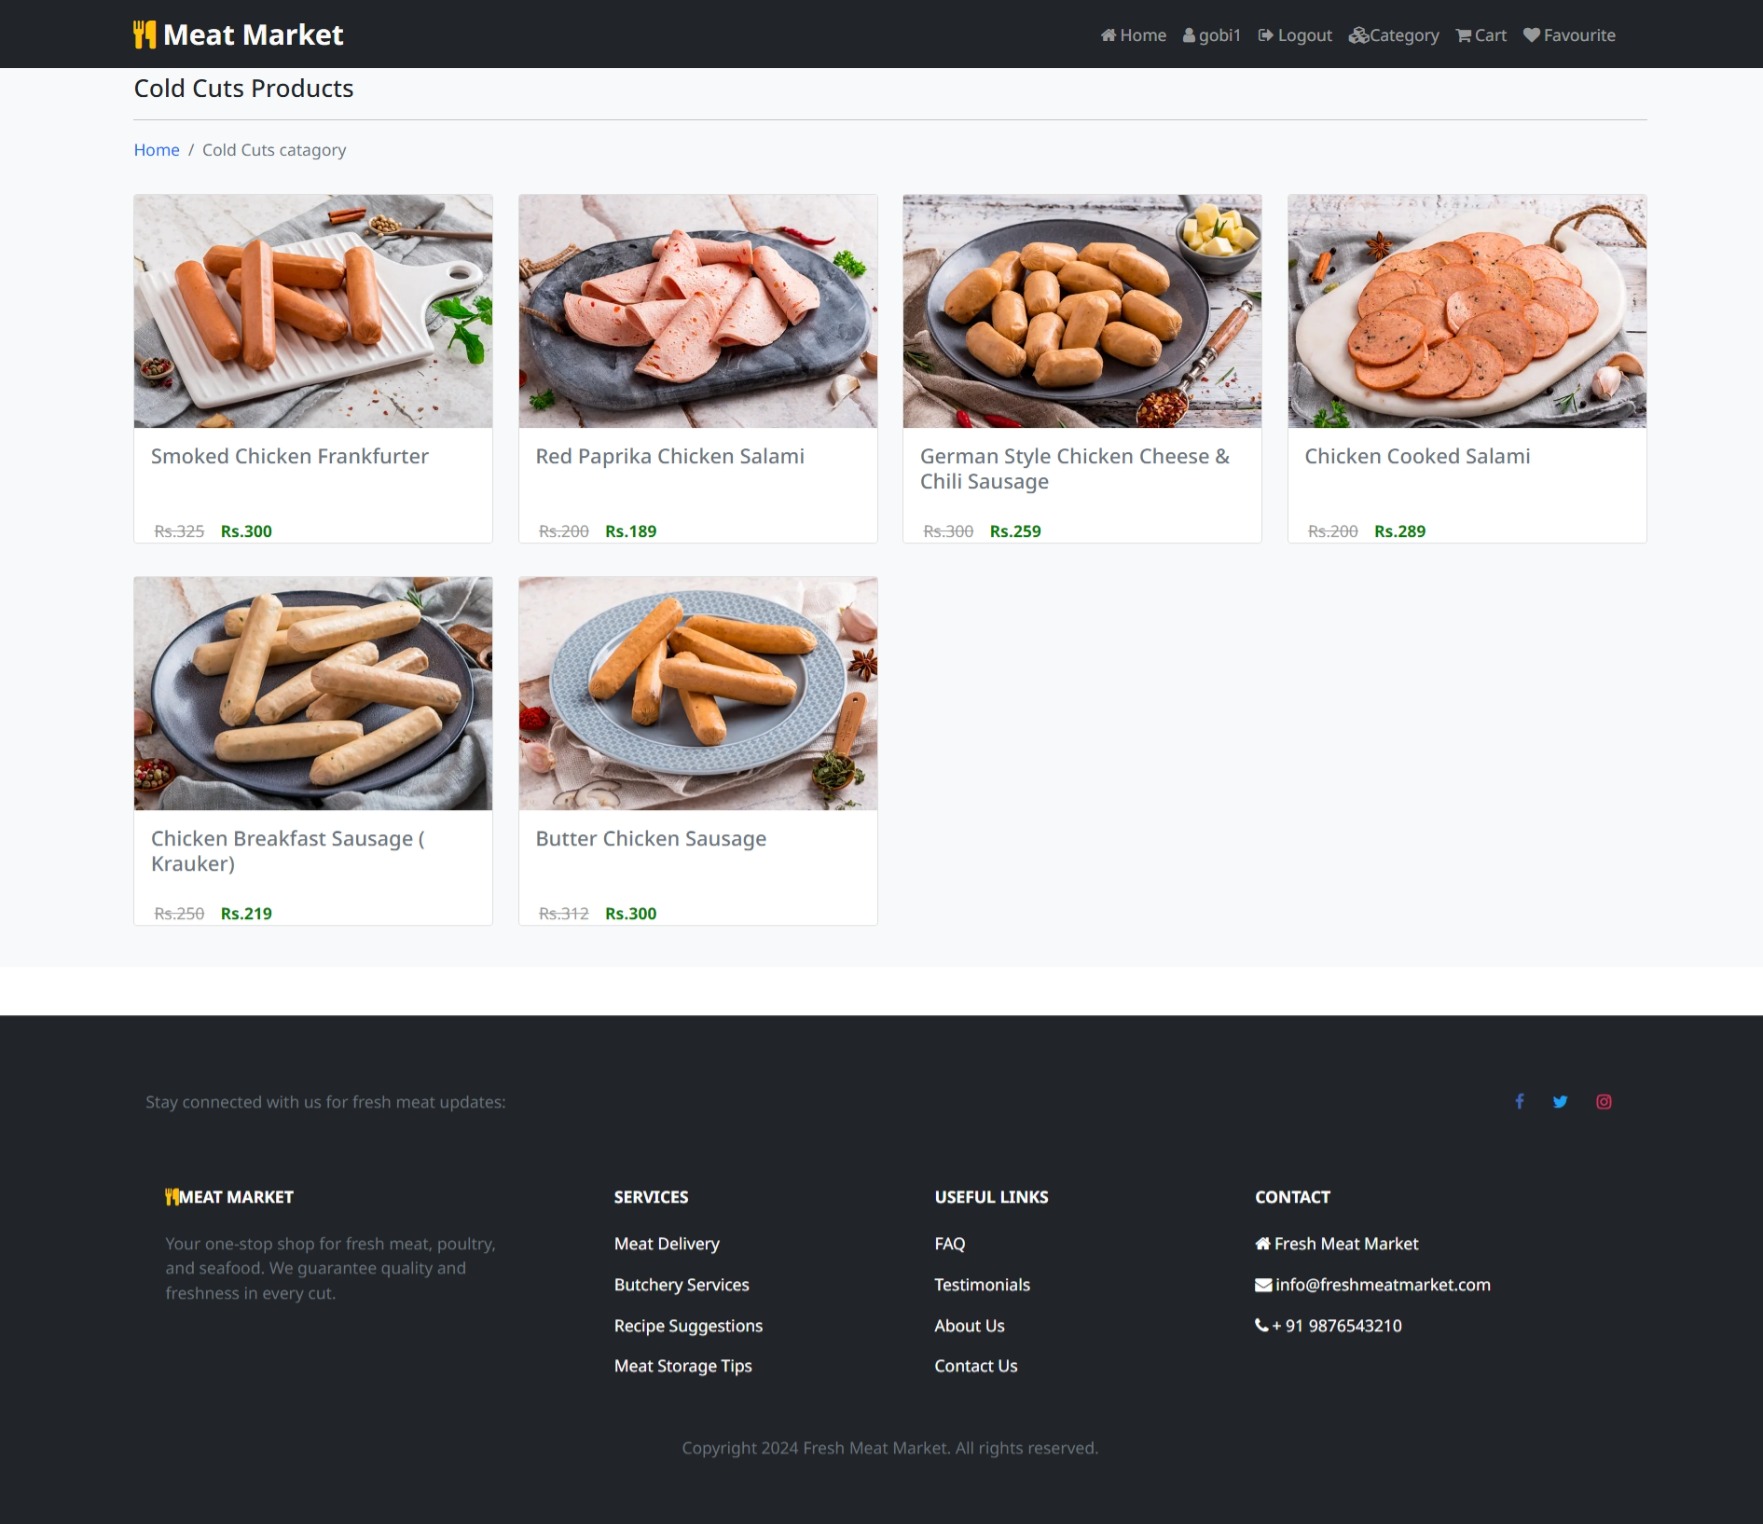 Meat Market
Home gobi1 Logout Category Cart Favourite
Cold Cuts Products
Home / Cold Cuts catagory
Smoked Chicken Frankfurter
Rs.325 Rs.300
Red Paprika Chicken Salami
Rs.200 Rs.189
German Style Chicken Cheese &
Chili Sausage
Rs.300 Rs.259
Chicken Cooked Salami
Rs.200 Rs.289
Chicken Breakfast Sausage (
Krauker)
Rs.250 Rs.219
Butter Chicken Sausage
Rs.312 Rs.300
Stay connected with us for fresh meat updates:
MEAT MARKET
Your one-stop shop for fresh meat, poultry,
and seafood. We guarantee quality and
freshness in every cut.
SERVICES
Meat Delivery
Butchery Services
Recipe Suggestions
Meat Storage Tips
USEFUL LINKS
FAQ
Testimonials
About Us
Contact Us
CONTACT
Fresh Meat Market
info@freshmeatmarket.com
+ 91 9876543210
Copyright 2024 Fresh Meat Market. All rights reserved.